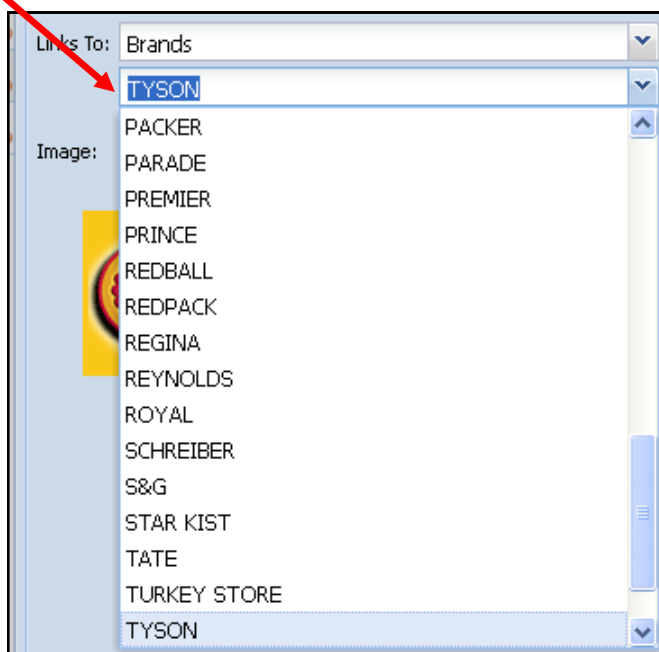 Links To: Brands
TYSON
PACKER
Image:
PARADE
PREMIER
PRINCE
REDBALL
REDPACK
REGINA
REYNOLDS
ROYAL
SCHREIBER
S&G
STAR KIST
TATE
TURKEY STORE
TYSON